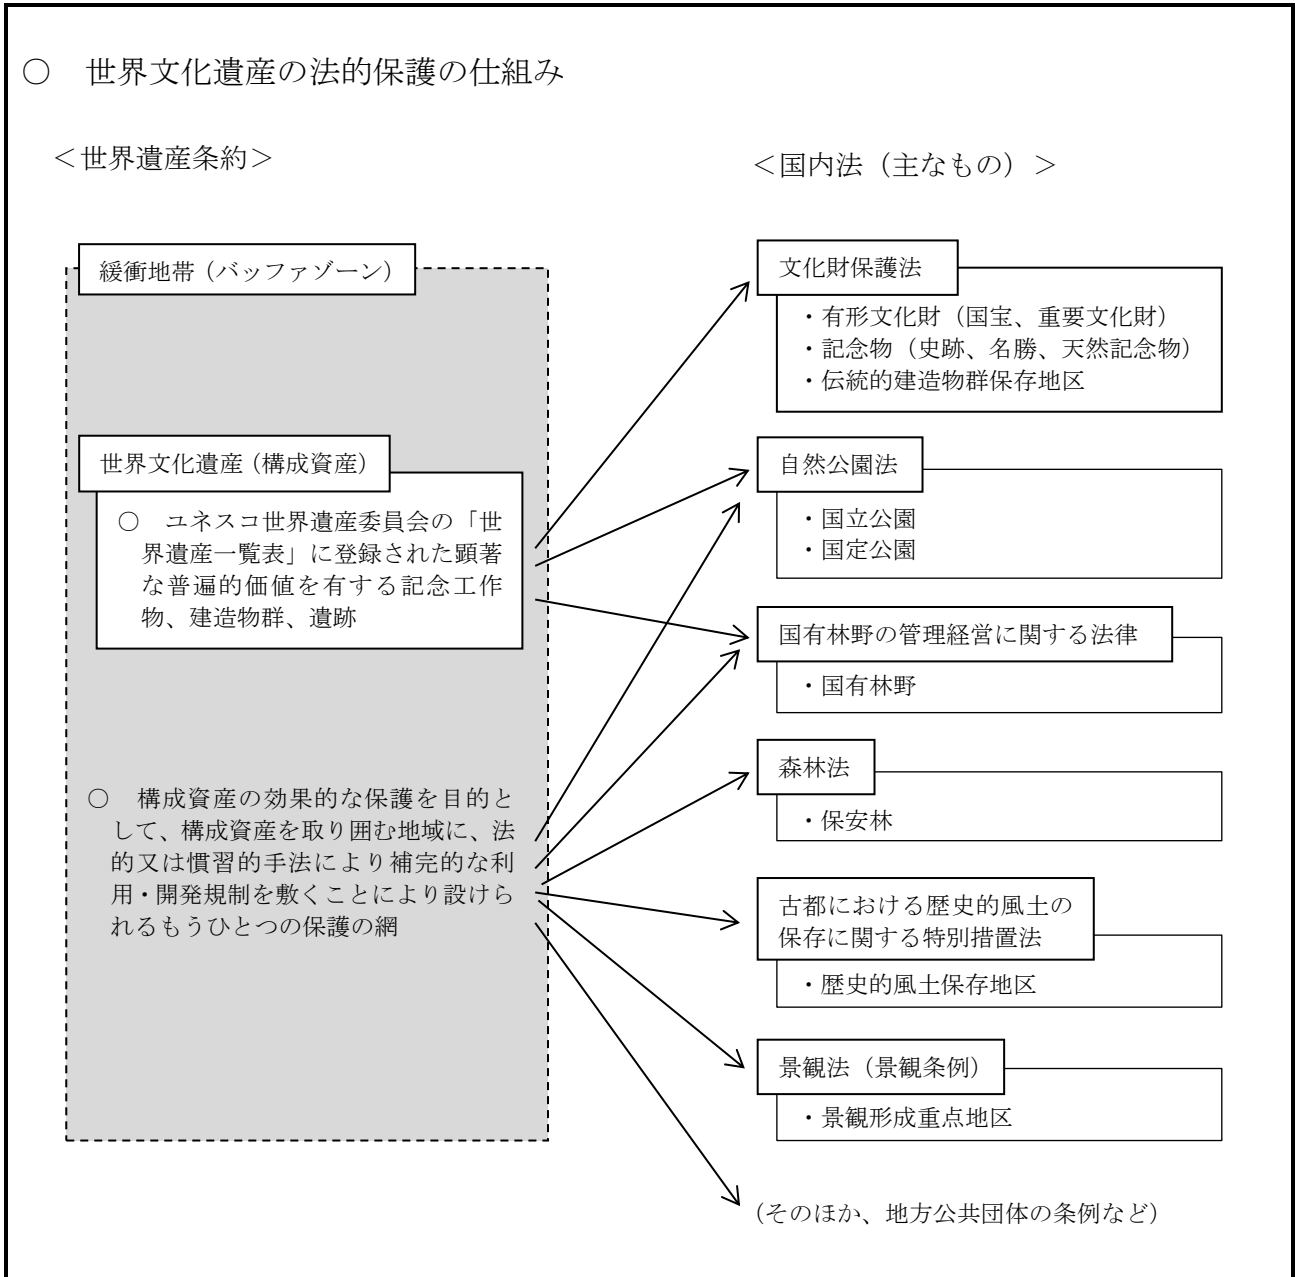 ○　世界文化遺産の法的保護の仕組み
＜世界遺産条約＞
緩衝地帯（バッファゾーン）
世界文化遺産（構成資産）
○　ユネスコ世界遺産委員会の「世
界遺産一覧表」に登録された顕著
な普遍的価値を有する記念工作
物、建造物群、遺跡
○　構成資産の効果的な保護を目的と
して、構成資産を取り囲む地域に、法
的又は慣習的手法により補完的な利
用・開発規制を敷くことにより設けら
れるもうひとつの保護の網
＜国内法（主なもの）＞
文化財保護法
・有形文化財（国宝、重要文化財）
・記念物（史跡、名勝、天然記念物）
・伝統的建造物群保存地区
自然公園法
・国立公園
・国定公園
国有林野の管理経営に関する法律
・国有林野
森林法
・保安林
古都における歴史的風土の
保存に関する特別措置法
・歴史的風土保存地区
景観法（景観条例）
・景観形成重点地区
（そのほか、地方公共団体の条例など）